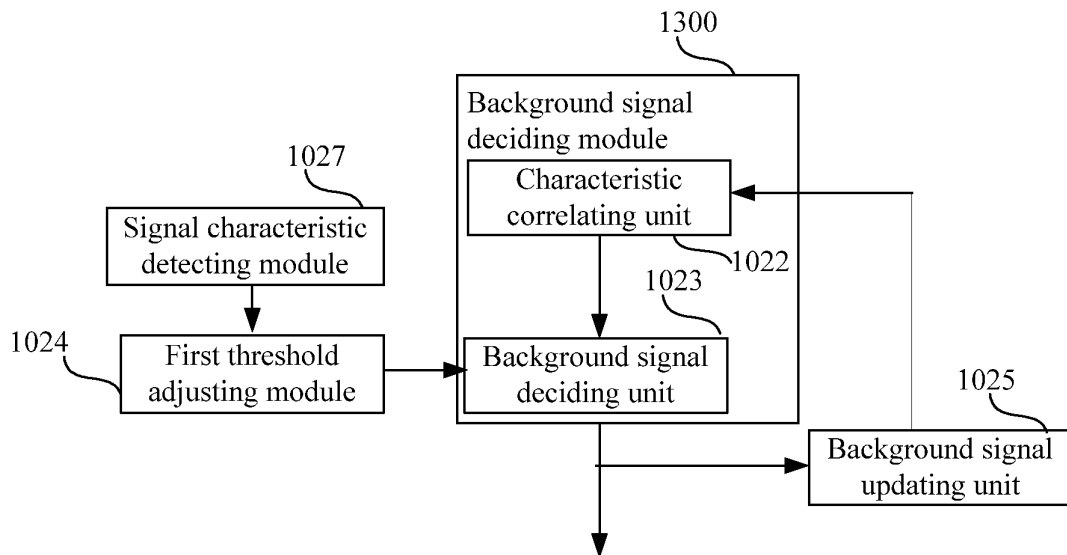 1300
Background signal
deciding module
Characteristic
correlating unit
1022
1027
Signal characteristic
detecting module
1023
1024
First threshold
adjusting module
Background signal
deciding unit
1025
Background signal
updating unit